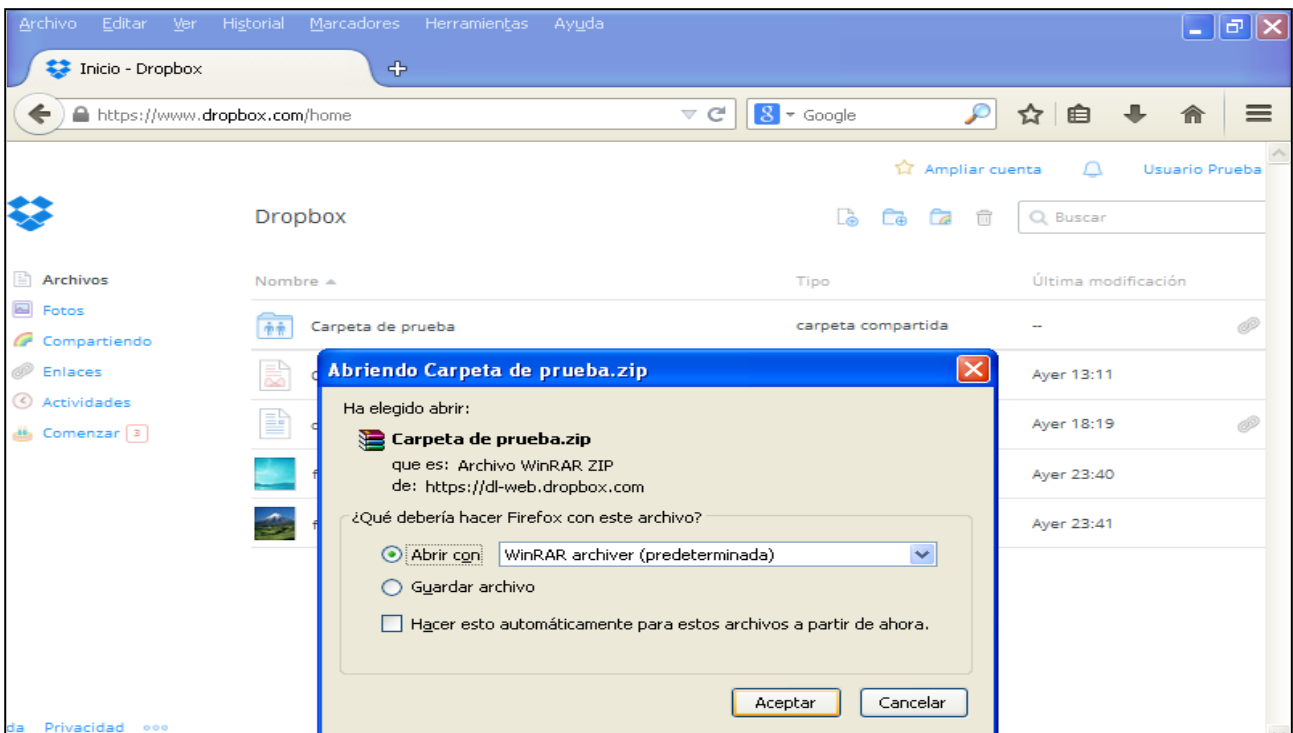 Archivo Editar Ver Historial Marcadores Herramientas Ayuda
Inicio - Dropbox
https://www.dropbox.com/home
Google
Ampliar cuenta Usuario Prueba
Dropbox
Buscar
Archivos
Fotos
Compartiendo
Enlaces
Actividades
Comenzar 3
Nombre Tipo Última modificación
Carpeta de prueba carpeta compartida --
Ayer 13:11
Ayer 18:19
Ayer 23:40
Ayer 23:41
Abriendo Carpeta de prueba.zip
Ha elegido abrir:
Carpeta de prueba.zip
que es: Archivo WinRAR ZIP
de: https://dl-web.dropbox.com
¿Qué debería hacer Firefox con este archivo?
Abrir con WinRAR archiver (predeterminada)
Guardar archivo
Hacer esto automáticamente para estos archivos a partir de ahora.
Aceptar Cancelar
da Privacidad